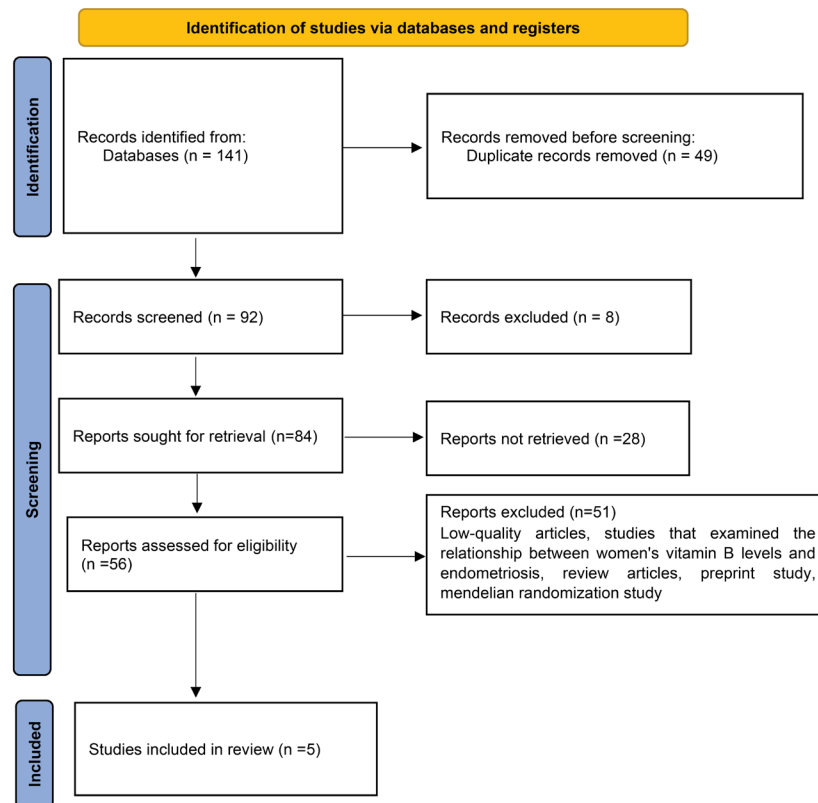 Identification of studies via databases and registers
Identification
Records identified from:
Databases (n = 141)
Records removed before screening:
Duplicate records removed (n = 49)
Screening
Records screened (n = 92)
Records excluded (n = 8)
Reports sought for retrieval (n=84)
Reports not retrieved (n =28)
Reports assessed for eligibility
(n =56)
Reports excluded (n=51)
Low-quality articles, studies that examined the
relationship between women's vitamin B levels and
endometriosis, review articles, preprint study,
mendelian randomization study
Included
Studies included in review (n =5)